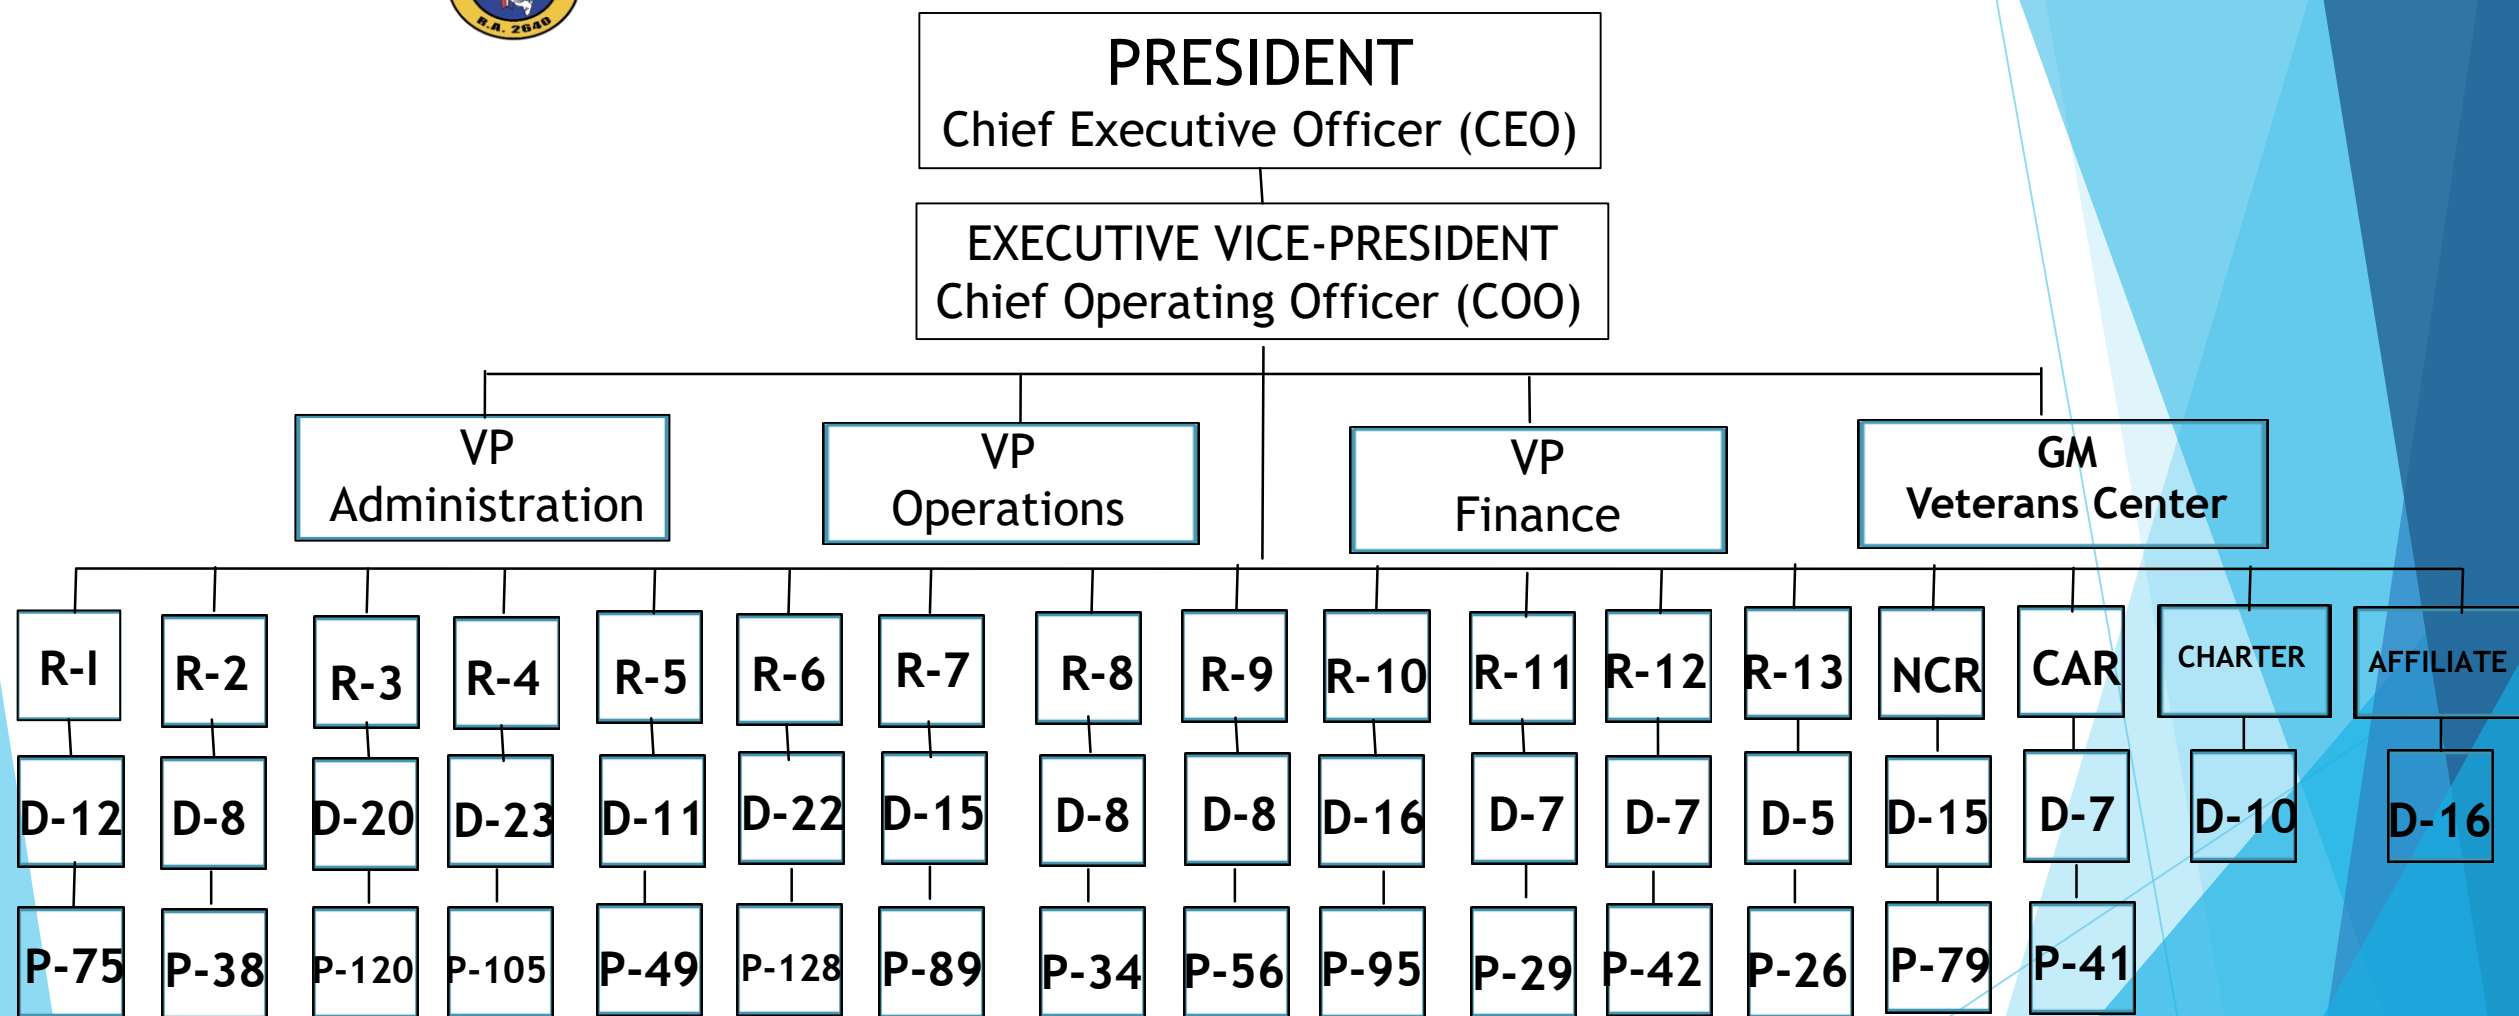 R.A. 2640
PRESIDENT
Chief Executive Officer (CEO)
EXECUTIVE VICE-PRESIDENT
Chief Operating Officer (COO)
VP
Administration
VP
Operations
VP
Finance
GM
Veterans Center
R-I
R-2
R-3
R-4
R-5
R-6
R-7
R-8
R-9
R-10
R-11
R-12
R-13
NCR
CAR
CHARTER
AFFILIATE
D-12
D-8
D-20
D-23
D-11
D-22
D-15
D-8
D-8
D-16
D-7
D-7
D-5
D-15
D-7
D-10
D-16
P-75
P-38
P-120
P-105
P-49
P-128
P-89
P-34
P-56
P-95
P-29
P-42
P-26
P-79
P-41